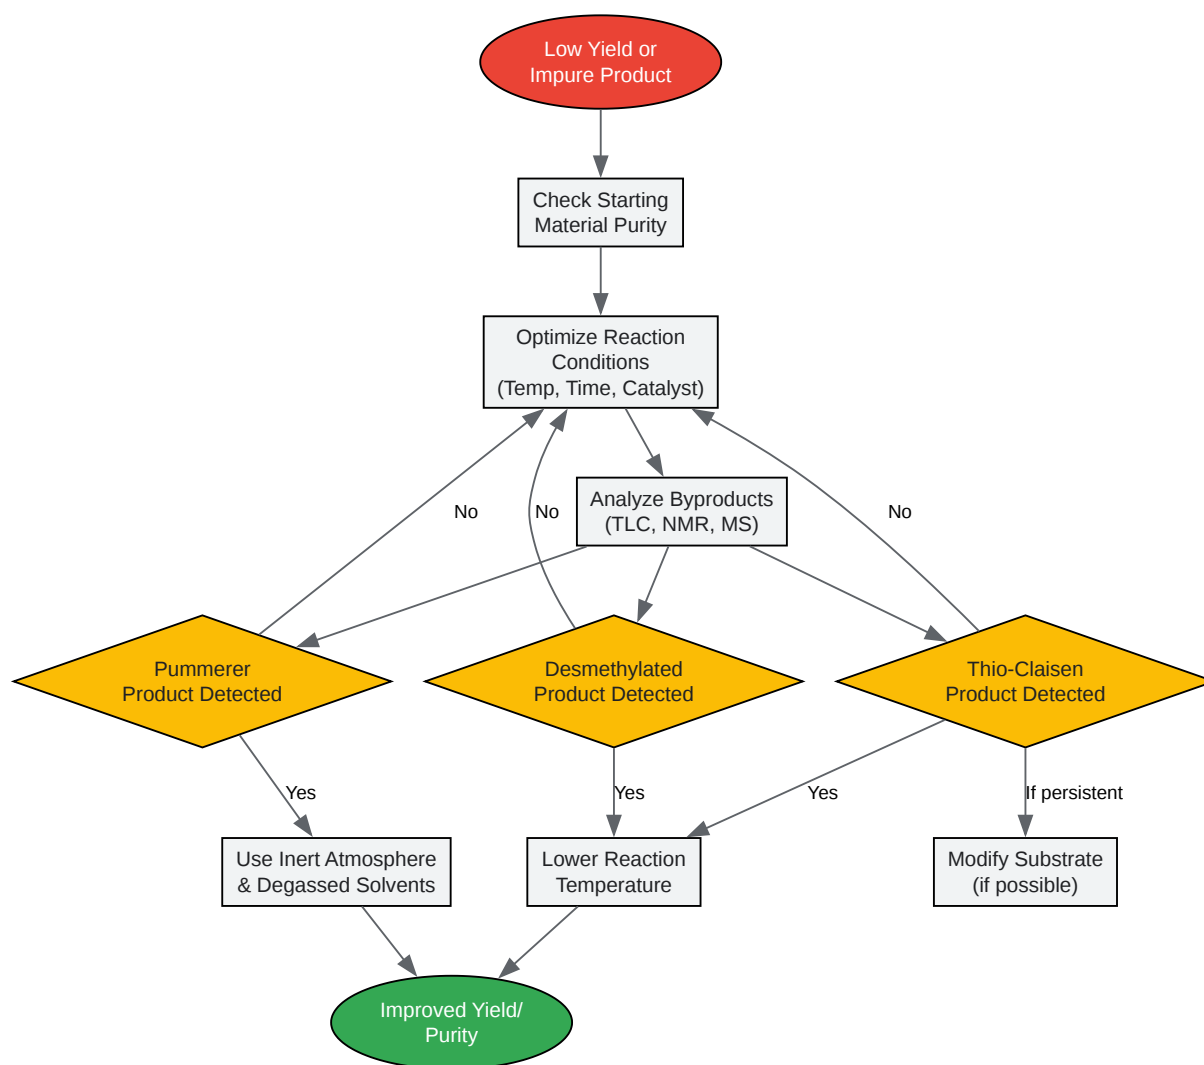 Low Yield or
Impure Product
Check Starting
Material Purity
Optimize Reaction
Conditions
(Temp, Time, Catalyst)
Analyze Byproducts
(TLC, NMR, MS)
No
No
No
Pummerer
Product Detected
Desmethylated
Product Detected
Thio-Claisen
Product Detected
Yes
Yes
Yes
If persistent
Use Inert Atmosphere
& Degassed Solvents
Lower Reaction
Temperature
Modify Substrate
(if possible)
Improved Yield/
Purity